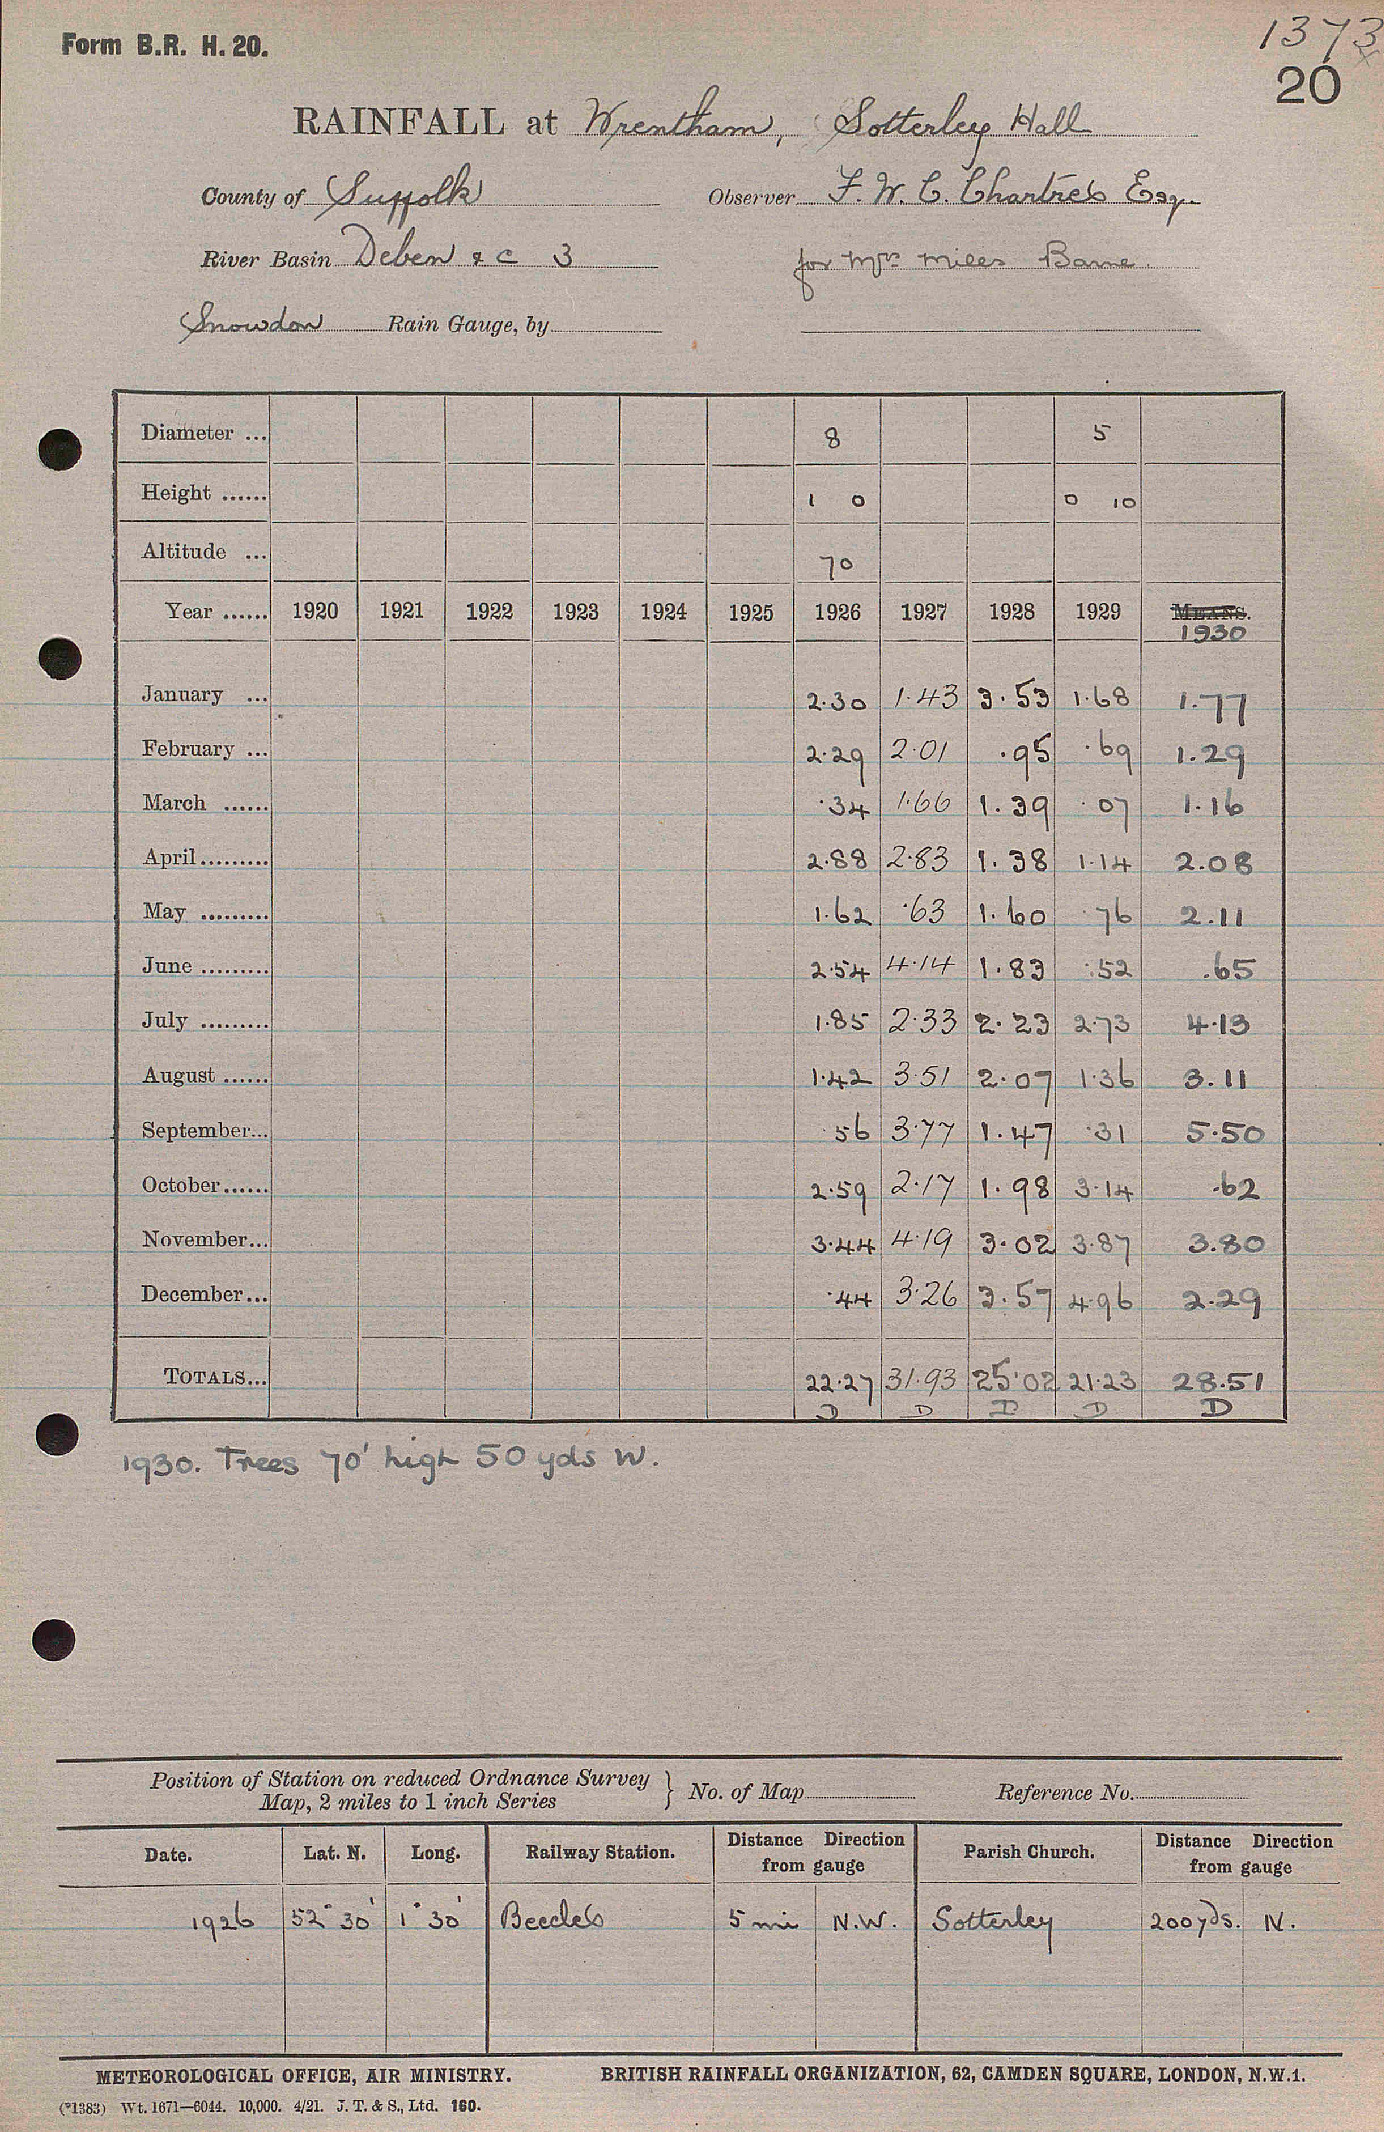 Form B.R. H. 20.
1373
20
RAINFALL at Wrentham, Sotterley Hall
County of Suffolk Observer F. W. C. Chartres Esq.
River Basin Deben & C 3 for Mrs Miles Barne.
Snowdon Rain Gauge, by
Diameter ... 8 5
Height ...... 1 0 0 10
Altitude ... 70
Year ...... 1920 1921 1922 1923 1924 1925 1926 1927 1928 1929 MEANS.
1930
January ... 2.30 1.43 3.53 1.68 1.77
February ... 2.29 2.01 .95 .69 1.29
March ...... .34 1.66 1.39 .07 1.16
April ......... 2.88 2.83 1.38 1.14 2.08
May ......... 1.62 .63 1.60 .76 2.11
June ......... 2.54 4.14 1.83 .52 .65
July ......... 1.85 2.33 2.23 2.73 4.13
August ...... 1.42 3.51 2.07 1.36 3.11
September... .56 3.77 1.47 .31 5.50
October...... 2.59 2.17 1.98 3.14 .62
November... 3.44 4.19 3.02 3.87 3.80
December... .44 3.26 3.57 4.96 2.29
TOTALS... 22.27 31.93 25.02 21.23 28.51
D D D D D
1930. Trees 70' high 50 yds W.
Position of Station on reduced Ordnance Survey
Map, 2 miles to 1 inch Series } No. of Map Reference No.
Date. Lat. N. Long. Railway Station. Distance Direction from gauge Parish Church. Distance Direction from gauge
1926 52° 30' 1° 30' Beccles 5 mi N.W. Sotterley 200 yds. N.
METEOROLOGICAL OFFICE, AIR MINISTRY. BRITISH RAINFALL ORGANIZATION, 62, CAMDEN SQUARE, LONDON, N.W.1.
(*1383) Wt. 1671—6044. 10,000. 4/21. J. T. & S., Ltd. 160.